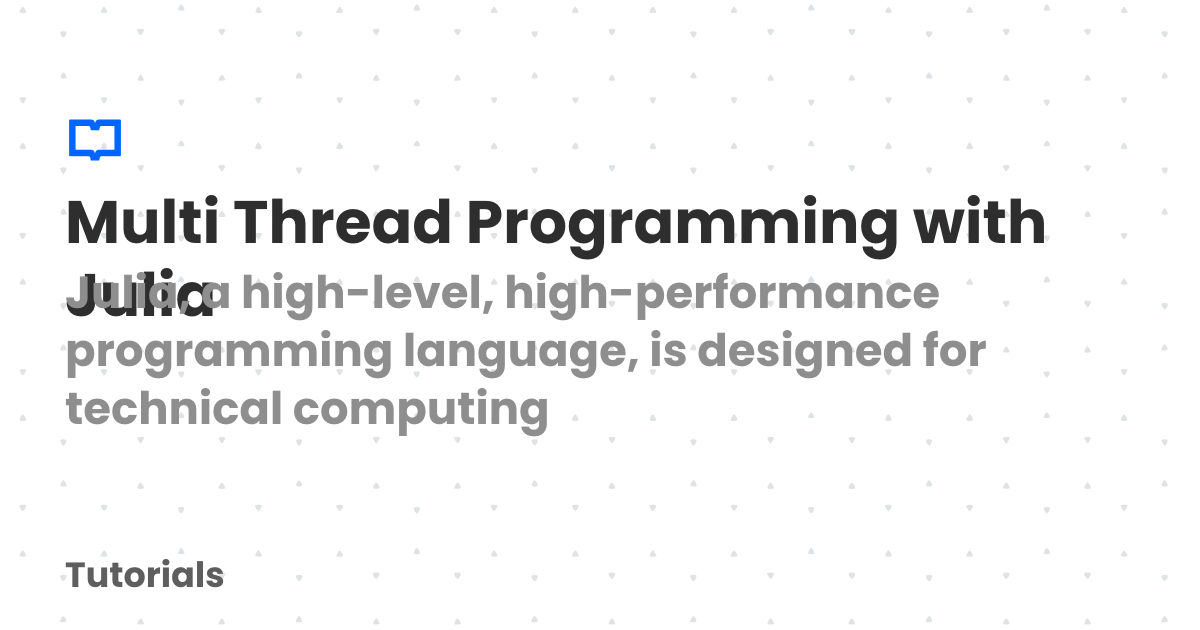 Multi Thread Programming with
Julia
Julia, a high-level, high-performance
programming language, is designed for
technical computing
Tutorials